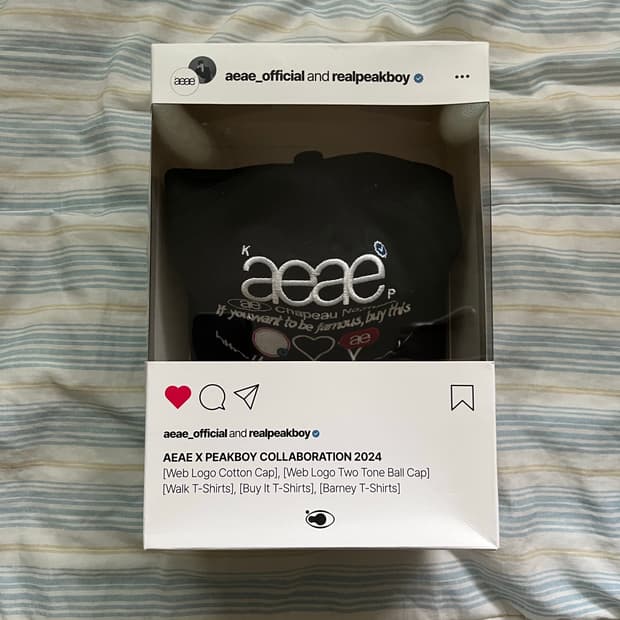 aeae
aeae_official and realpeakboy
K
aeae
P
ae Chapeau
If you want to be famous, buy this
ae
aeae_official and realpeakboy
AEAE X PEAKBOY COLLABORATION 2024
[Web Logo Cotton Cap], [Web Logo Two Tone Ball Cap]
[Walk T-Shirts], [Buy It T-Shirts], [Barney T-Shirts]